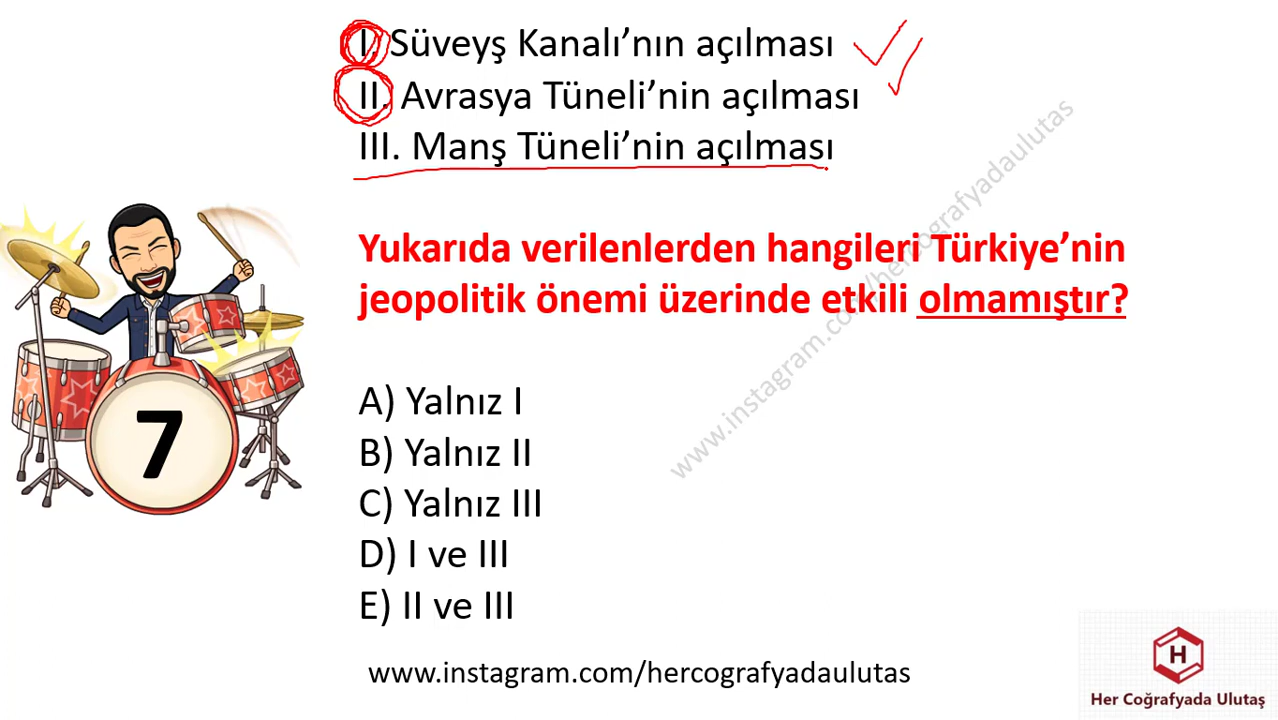 I. Süveyş Kanalı’nın açılması
II. Avrasya Tüneli’nin açılması
III. Manş Tüneli’nin açılması
www.instagram.com/hercografyadaulutas
Yukarıda verilenlerden hangileri Türkiye’nin
jeopolitik önemi üzerinde etkili olmamıştır?
7
A) Yalnız I
B) Yalnız II
C) Yalnız III
D) I ve III
E) II ve III
www.instagram.com/hercografyadaulutas
H
Her Coğrafyada Ulutaş